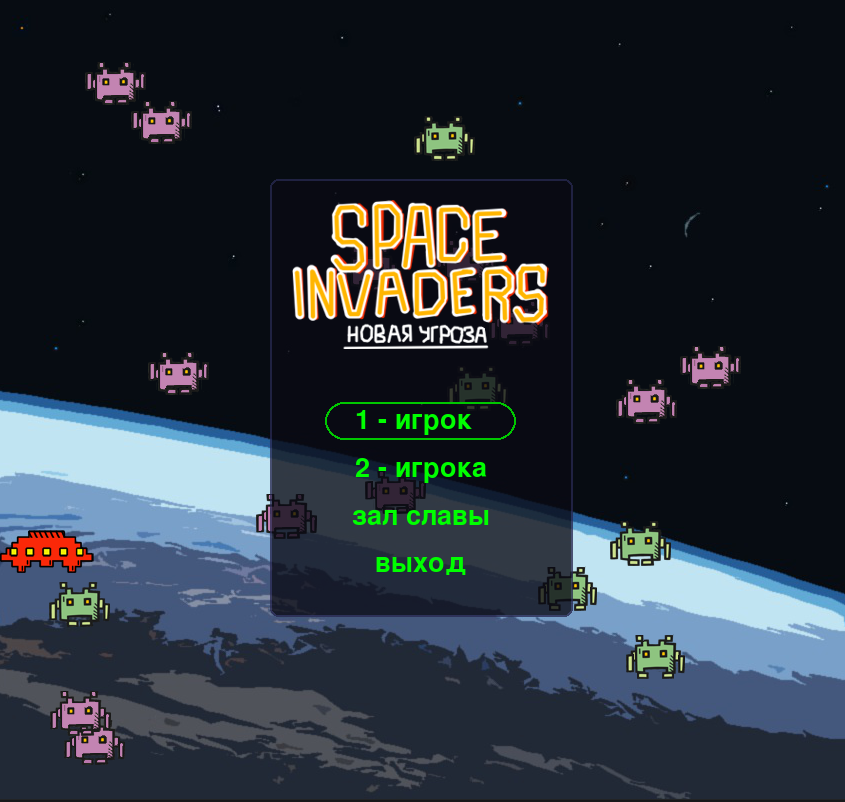 SPACE
INVADERS
НОВАЯ УГРОЗА
1 - игрок
2 - игрока
зал славы
выход